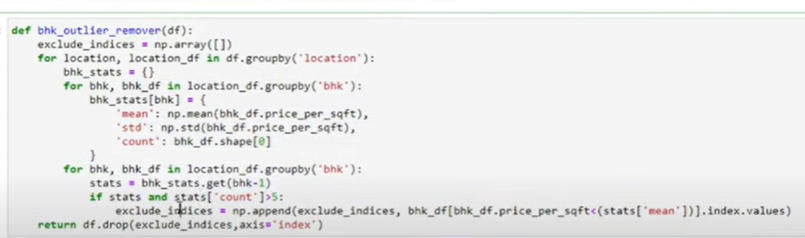 def bhk_outlier_remover(df):
    exclude_indices = np.array([])
    for location, location_df in df.groupby('location'):
        bhk_stats = {}
        for bhk, bhk_df in location_df.groupby('bhk'):
            bhk_stats[bhk] = {
                'mean': np.mean(bhk_df.price_per_sqft),
                'std': np.std(bhk_df.price_per_sqft),
                'count': bhk_df.shape[0]
            }
        for bhk, bhk_df in location_df.groupby('bhk'):
            stats = bhk_stats.get(bhk-1)
            if stats and stats['count']>5:
                exclude_indices = np.append(exclude_indices, bhk_df[bhk_df.price_per_sqft<(stats['mean'])].index.values)
    return df.drop(exclude_indices,axis='index')